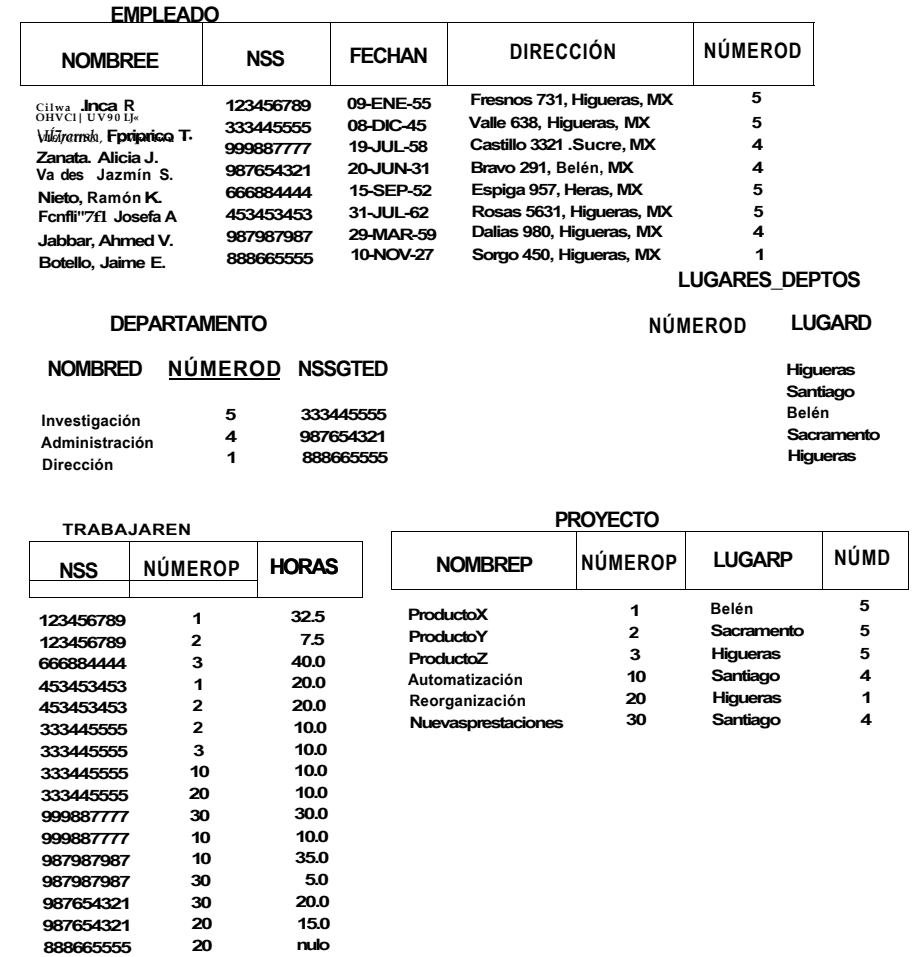 EMPLEADO
NOMBREE NSS FECHAN DIRECCIÓN NÚMEROD
Cilwa .Inca R 123456789 09-ENE-55 Fresnos 731, Higueras, MX 5
Fpriprico T. 333445555 08-DIC-45 Valle 638, Higueras, MX 5
Zanata. Alicia J. 999887777 19-JUL-58 Castillo 3321 .Sucre, MX 4
Va des Jazmín S. 987654321 20-JUN-31 Bravo 291, Belén, MX 4
Nieto, Ramón K. 666884444 15-SEP-52 Espiga 957, Heras, MX 5
Josefa A 453453453 31-JUL-62 Rosas 5631, Higueras, MX 5
Jabbar, Ahmed V. 987987987 29-MAR-59 Dalias 980, Higueras, MX 4
Botello, Jaime E. 888665555 10-NOV-27 Sorgo 450, Higueras, MX 1
LUGARES_DEPTOS
NÚMEROD LUGARD
Higueras
Santiago
Belén
Sacramento
Higueras
DEPARTAMENTO
NOMBRED NÚMEROD NSSGTED
Investigación 5 333445555
Administración 4 987654321
Dirección 1 888665555
TRABAJAREN
NSS NÚMEROP HORAS
123456789 1 32.5
123456789 2 7.5
666884444 3 40.0
453453453 1 20.0
453453453 2 20.0
333445555 2 10.0
333445555 3 10.0
333445555 10 10.0
333445555 20 10.0
999887777 30 30.0
999887777 10 10.0
987987987 10 35.0
987987987 30 5.0
987654321 30 20.0
987654321 20 15.0
888665555 20 nulo
PROYECTO
NOMBREP NÚMEROP LUGARP NÚMD
ProductoX 1 Belén 5
ProductoY 2 Sacramento 5
ProductoZ 3 Higueras 5
Automatización 10 Santiago 4
Reorganización 20 Higueras 1
Nuevasprestaciones 30 Santiago 4